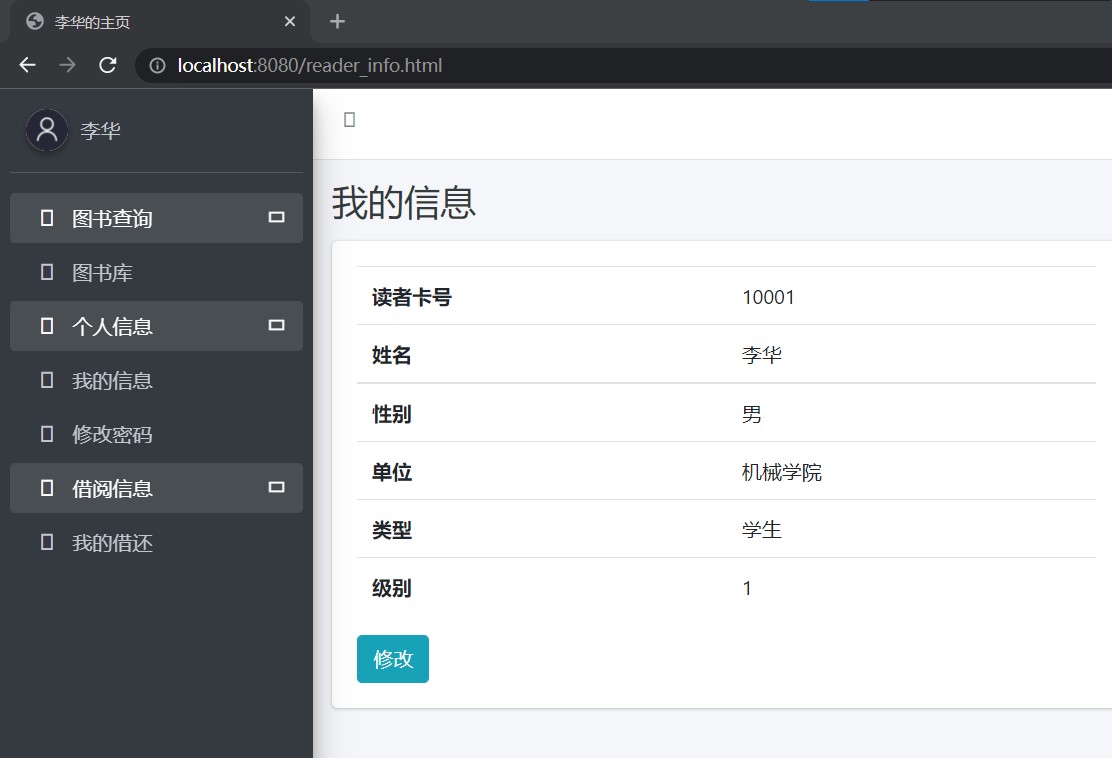 李华的主页
localhost:8080/reader_info.html
李华
图书查询
图书库
个人信息
我的信息
修改密码
借阅信息
我的借还
我的信息
读者卡号 10001
姓名 李华
性别 男
单位 机械学院
类型 学生
级别 1
修改